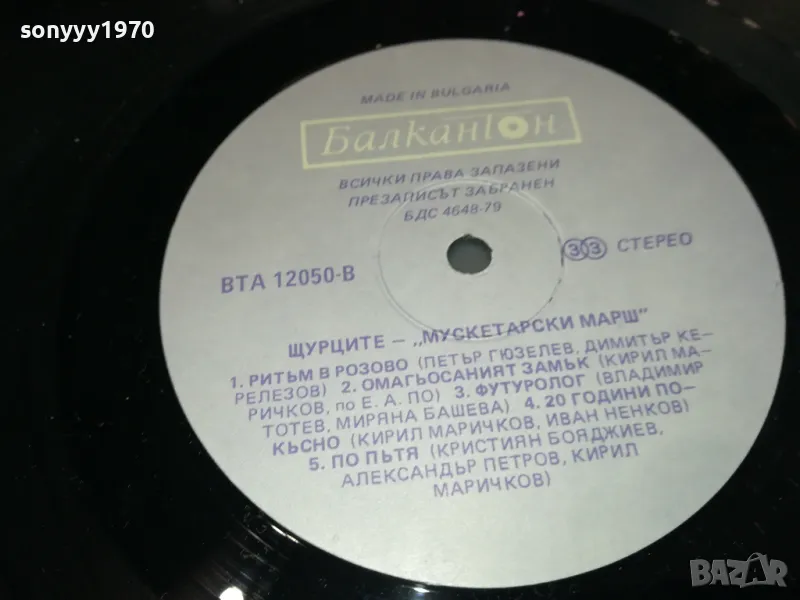 sonyyy1970
MADE IN BULGARIA
Балкантон
ВСИЧКИ ПРАВА ЗАПАЗЕНИ
ПРЕЗАПИСЪТ ЗАБРАНЕН
БДС 4648-79
ВТА 12050-В
33 СТЕРЕО
ЩУРЦИТЕ – „МУСКЕТАРСКИ МАРШ"
1. РИТЪМ В РОЗОВО (ПЕТЪР ГЮЗЕЛЕВ, ДИМИТЪР КЕ-
РЕЛЕЗОВ) 2. ОМАГЬОСАНИЯТ ЗАМЪК (КИРИЛ МА-
РИЧКОВ, по Е. А. ПО) 3. ФУТУРОЛОГ (ВЛАДИМИР
ТОТЕВ, МИРЯНА БАШЕВА) 4. 20 ГОДИНИ ПО-
КЪСНО (КИРИЛ МАРИЧКОВ, ИВАН НЕНКОВ)
5. ПО ПЪТЯ (КРИСТИЯН БОЯДЖИЕВ,
АЛЕКСАНДЪР ПЕТРОВ, КИРИЛ
МАРИЧКОВ)
BAZAR